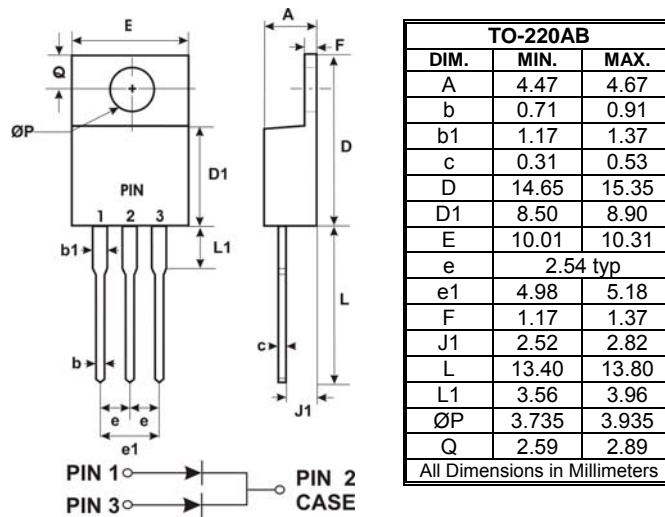 A
E
F
Q
ØP
D
D1
PIN
1 2 3
b1
L1
L
c
b
J1
e e
e1
PIN 1
PIN 3
PIN 2
CASE
TO-220AB
DIM. MIN. MAX.
A 4.47 4.67
b 0.71 0.91
b1 1.17 1.37
c 0.31 0.53
D 14.65 15.35
D1 8.50 8.90
E 10.01 10.31
e 2.54 typ
e1 4.98 5.18
F 1.17 1.37
J1 2.52 2.82
L 13.40 13.80
L1 3.56 3.96
ØP 3.735 3.935
Q 2.59 2.89
All Dimensions in Millimeters